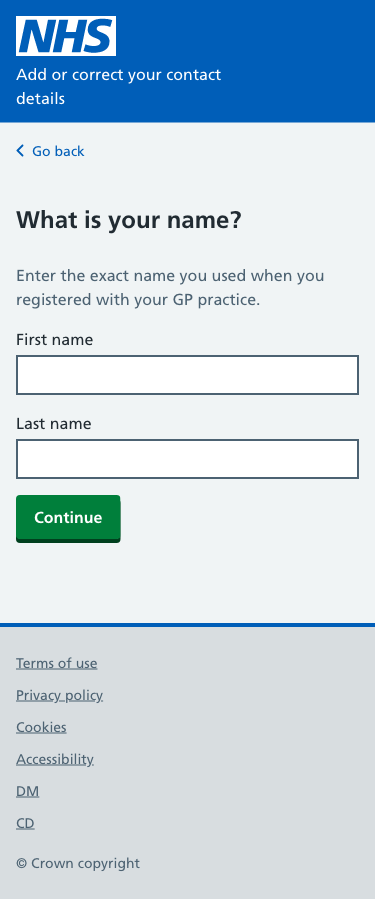 NHS
Add or correct your contact
details
Go back
What is your name?
Enter the exact name you used when you
registered with your GP practice.
First name
Last name
Continue
Terms of use
Privacy policy
Cookies
Accessibility
DM
CD
© Crown copyright